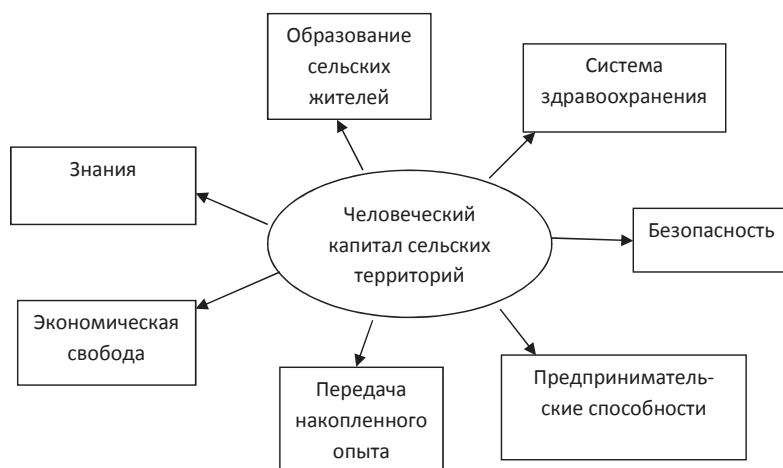 Образование
сельских
жителей
Система
здравоохранения
Знания
Человеческий
капитал сельских
территорий
Безопасность
Экономическая
свобода
Передача
накопленного
опыта
Предприниматель-
ские способности